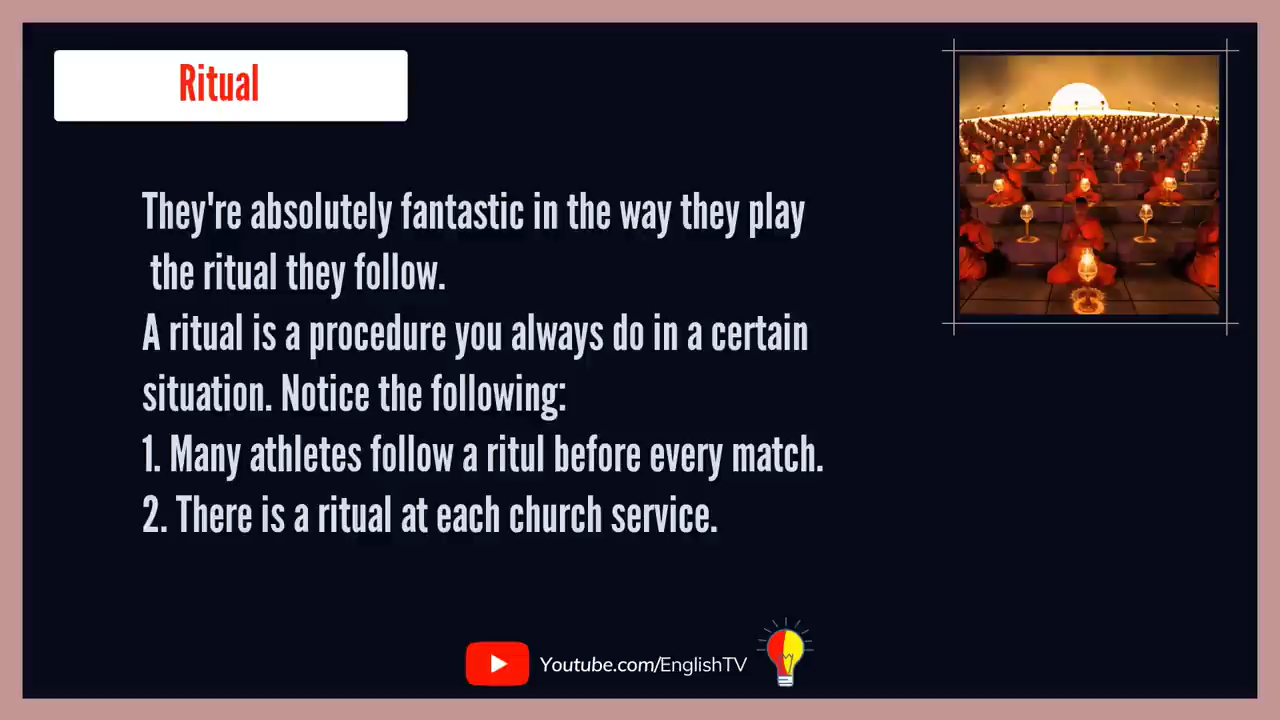 Ritual
They're absolutely fantastic in the way they play
the ritual they follow.
A ritual is a procedure you always do in a certain
situation. Notice the following:
1. Many athletes follow a ritul before every match.
2. There is a ritual at each church service.
Youtube.com/EnglishTV